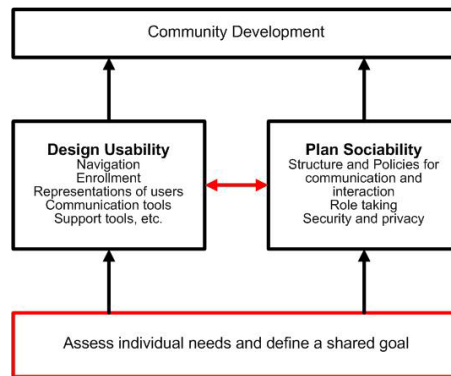 Community Development
Design Usability
Navigation
Enrollment
Representations of users
Communication tools
Support tools, etc.
Plan Sociability
Structure and Policies for
communication and
interaction
Role taking
Security and privacy
Assess individual needs and define a shared goal